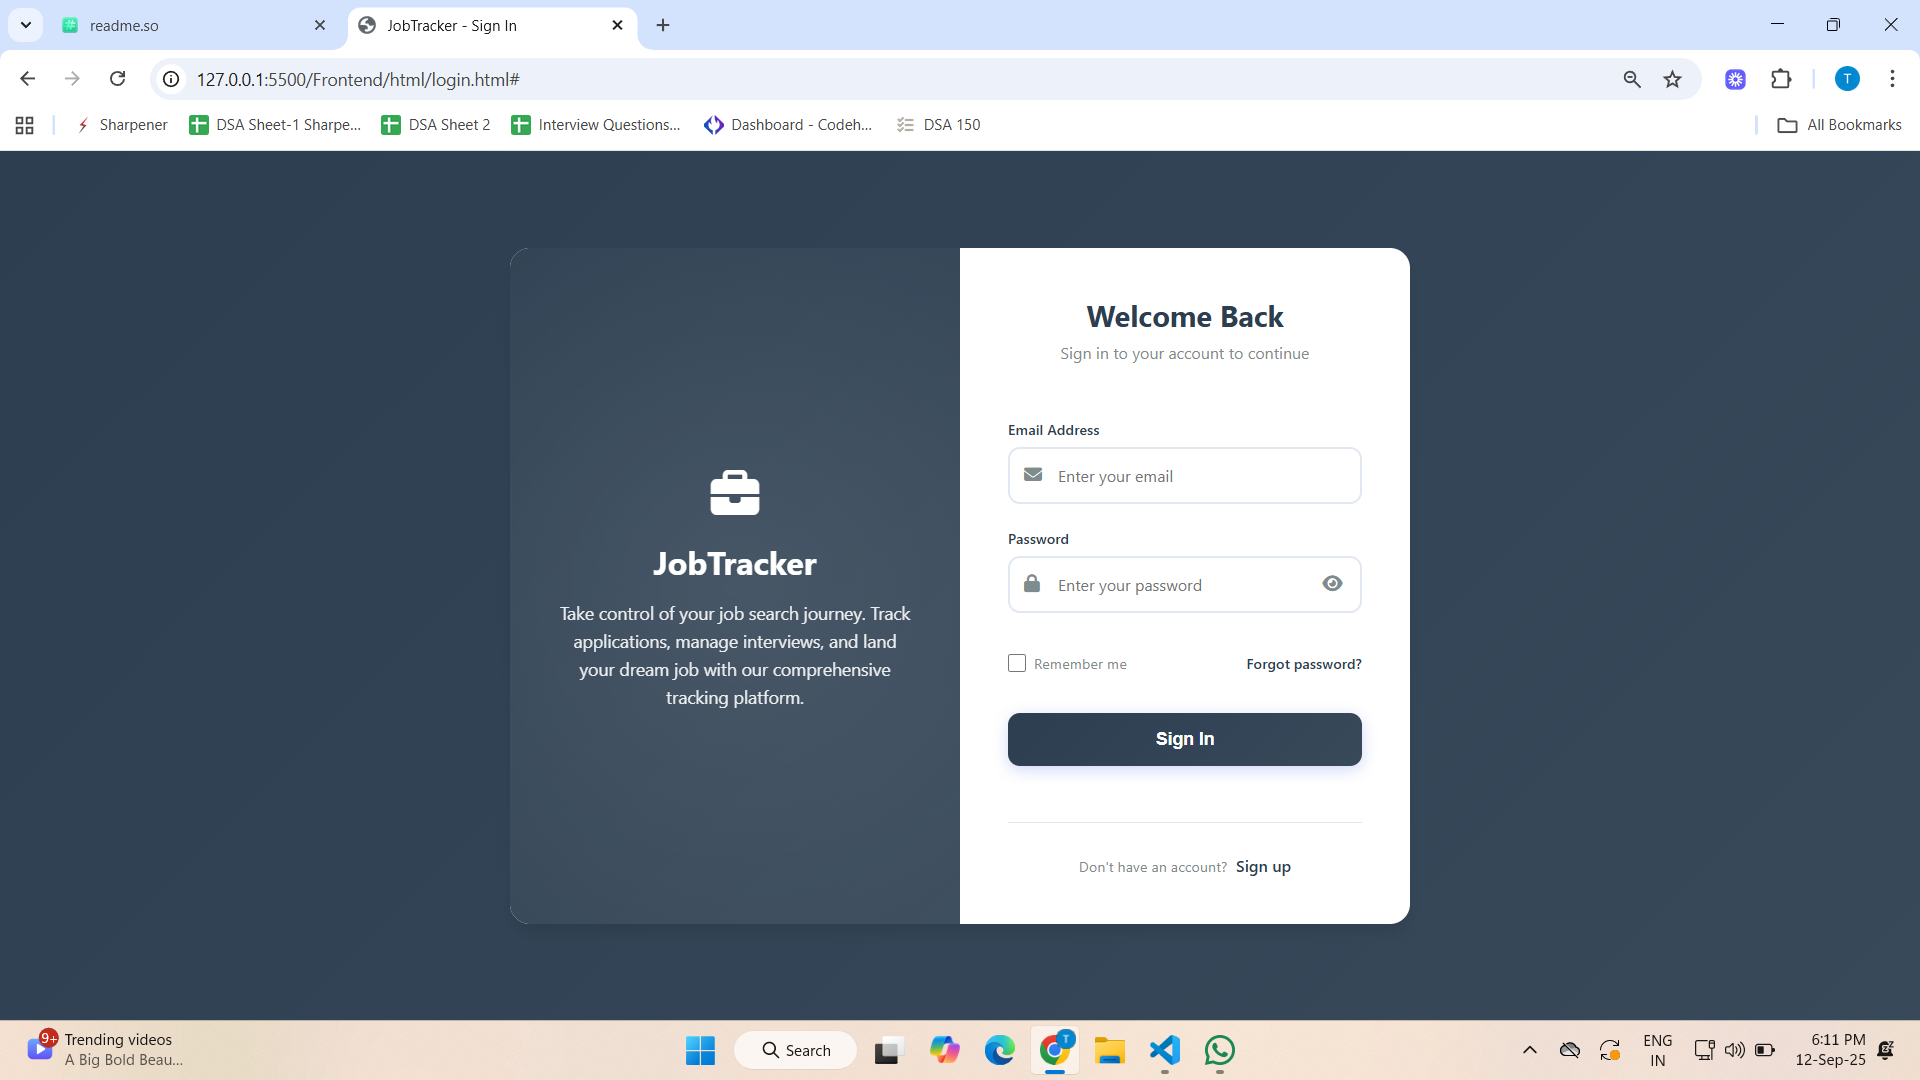 readme.so
JobTracker - Sign In
127.0.0.1:5500/Frontend/html/login.html#
T
Sharpener
DSA Sheet-1 Sharpe...
DSA Sheet 2
Interview Questions...
Dashboard - Codeh...
DSA 150
All Bookmarks
JobTracker
Take control of your job search journey. Track
applications, manage interviews, and land
your dream job with our comprehensive
tracking platform.
Welcome Back
Sign in to your account to continue
Email Address
Enter your email
Password
Enter your password
Remember me
Forgot password?
Sign In
Don't have an account? Sign up
9+
Trending videos
A Big Bold Beau...
Search
T
ENG
IN
6:11 PM
12-Sep-25